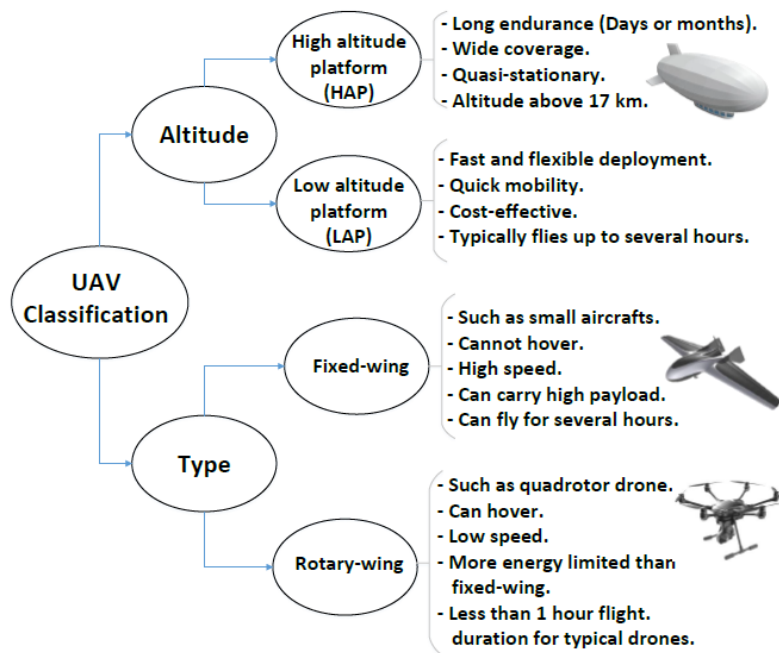 UAV
Classification
Altitude
High altitude
platform
(HAP)
- Long endurance (Days or months).
- Wide coverage.
- Quasi-stationary.
- Altitude above 17 km.
Low altitude
platform
(LAP)
- Fast and flexible deployment.
- Quick mobility.
- Cost-effective.
- Typically flies up to several hours.
Type
Fixed-wing
- Such as small aircrafts.
- Cannot hover.
- High speed.
- Can carry high payload.
- Can fly for several hours.
Rotary-wing
- Such as quadrotor drone.
- Can hover.
- Low speed.
- More energy limited than
fixed-wing.
- Less than 1 hour flight.
duration for typical drones.